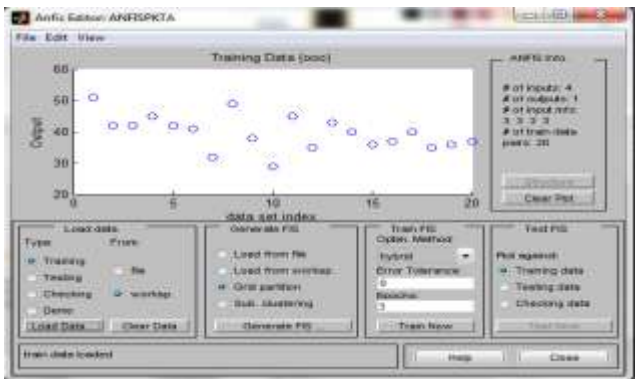 Anfis Editor: ANFISPKTA
File Edit View
Training Data (ooo)
60
50
40
30
20
Output
0
5
10
15
20
data set index
ANFIS Info.
# of inputs: 4
# of outputs: 1
# of input mfs:
3 3 3 3
# of train data
pairs: 20
Structure
Clear Plot
Load data
Type
From
Training
Testing
Checking
Demo
file
worksp.
Load Data...
Clear Data
Generate FIS
Load from file
Load from worksp.
Grid partition
Sub. clustering
Generate FIS ...
Train FIS
Optim. Method:
hybrid
Error Tolerance:
0
Epochs:
3
Train Now
Test FIS
Plot against:
Training data
Testing data
Checking data
Test Now
train data loaded
Help
Close